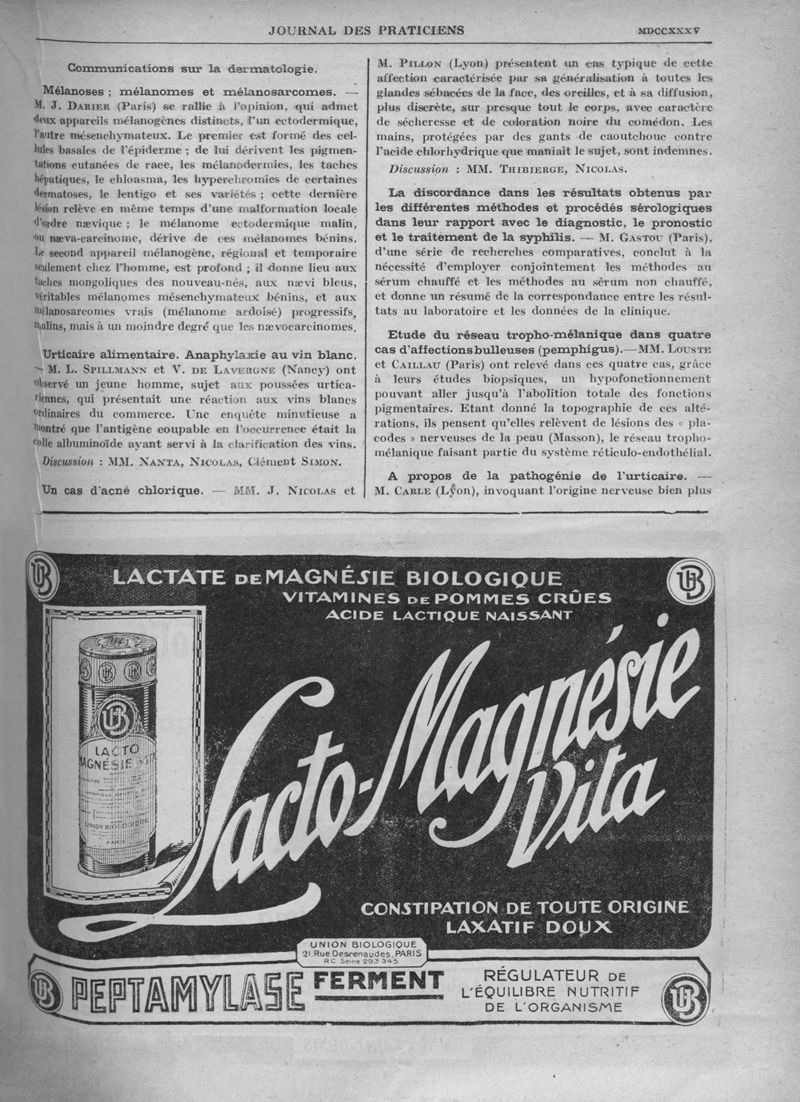 JOURNAL DES PRATICIENS
MDCCXXXV
Communications sur la dermatologie.
Mélanoses ; mélanomes et mélanosarcomes. —
M. J. DARIER (Paris) se rallie à l'opinion, qui admet
deux appareils mélanogènes distincts, l'un ectodermique,
l'autre mésenchymateux. Le premier est formé des cel-
lules basales de l'épiderme ; de lui dérivent les pigmen-
tations cutanées de race, les mélanodermies, les taches
hépatiques, le chloasma, les hyperchromies de certaines
dermatoses, le lentigo et ses variétés ; cette dernière
lésion relève en même temps d'une malformation locale
d'ordre nævique ; le mélanome ectodermique malin,
ou næva-carcinome, dérive de ces mélanomes bénins.
Le second appareil mélanogène, régional et temporaire
seulement chez l'homme, est profond ; il donne lieu aux
taches mongoliques des nouveau-nés, aux nævi bleus,
véritables mélanomes mésenchymateux bénins, et aux
mélanosarcomes vrais (mélanome ardoisé) progressifs,
malins, mais à un moindre degré que les nævocarcinomes.
Urticaire alimentaire. Anaphylaxie au vin blanc.
— M. L. SPILLMANN et V. DE LAVERGNE (Nancy) ont
observé un jeune homme, sujet aux poussées urtica-
riennes, qui présentait une réaction aux vins blancs
ordinaires du commerce. Une enquête minutieuse a
montré que l'antigène coupable en l'occurrence était la
colle albuminoïde ayant servi à la clarification des vins.
Discussion : MM. NANTA, NICOLAS, Clément SIMON.
Un cas d'acné chlorique. — MM. J. NICOLAS et
M. PILLON (Lyon) présentent un cas typique de cette
affection caractérisée par sa généralisation à toutes les
glandes sébacées de la face, des oreilles, et à sa diffusion,
plus discrète, sur presque tout le corps, avec caractère
de sécheresse et de coloration noire du comédon. Les
mains, protégées par des gants de caoutchouc contre
l'acide chlorhydrique que maniait le sujet, sont indemnes.
Discussion : MM. THIBIERGE, NICOLAS.
La discordance dans les résultats obtenus par
les différentes méthodes et procédés sérologiques
dans leur rapport avec le diagnostic, le pronostic
et le traitement de la syphilis. — M. GASTOU (Paris),
d'une série de recherches comparatives, conclut à la
nécessité d'employer conjointement les méthodes au
sérum chauffé et les méthodes au sérum non chauffé,
et donne un résumé de la correspondance entre les résul-
tats au laboratoire et les données de la clinique.
Etude du réseau tropho-mélanique dans quatre
cas d'affections bulleuses (pemphigus).—MM. LOUSTE
et CAILLAU (Paris) ont relevé dans ces quatre cas, grâce
à leurs études biopsiques, un hypofonctionnement
pouvant aller jusqu'à l'abolition totale des fonctions
pigmentaires. Etant donné la topographie de ces alté-
rations, ils pensent qu'elles relèvent de lésions des « pla-
codes » nerveuses de la peau (Masson), le réseau tropho-
mélanique faisant partie du système réticulo-endothélial.
A propos de la pathogénie de l'urticaire. —
M. CARLE (Lyon), invoquant l'origine nerveuse bien plus
UB
UB
LACTATE DE MAGNÉSIE BIOLOGIQUE
VITAMINES DE POMMES CRÛES
ACIDE LACTIQUE NAISSANT
UB
LACTO
MAGNÉSIE
UNION BIOLOGIQUE
PARIS
Lacto-Magnésie
Vita
CONSTIPATION DE TOUTE ORIGINE
LAXATIF DOUX
UNION BIOLOGIQUE
21, Rue Desrenaudes, PARIS
R.C. Seine 293 345
UB
PEPTAMYLASE FERMENT
RÉGULATEUR DE
L'ÉQUILIBRE NUTRITIF
DE L'ORGANISME
UB